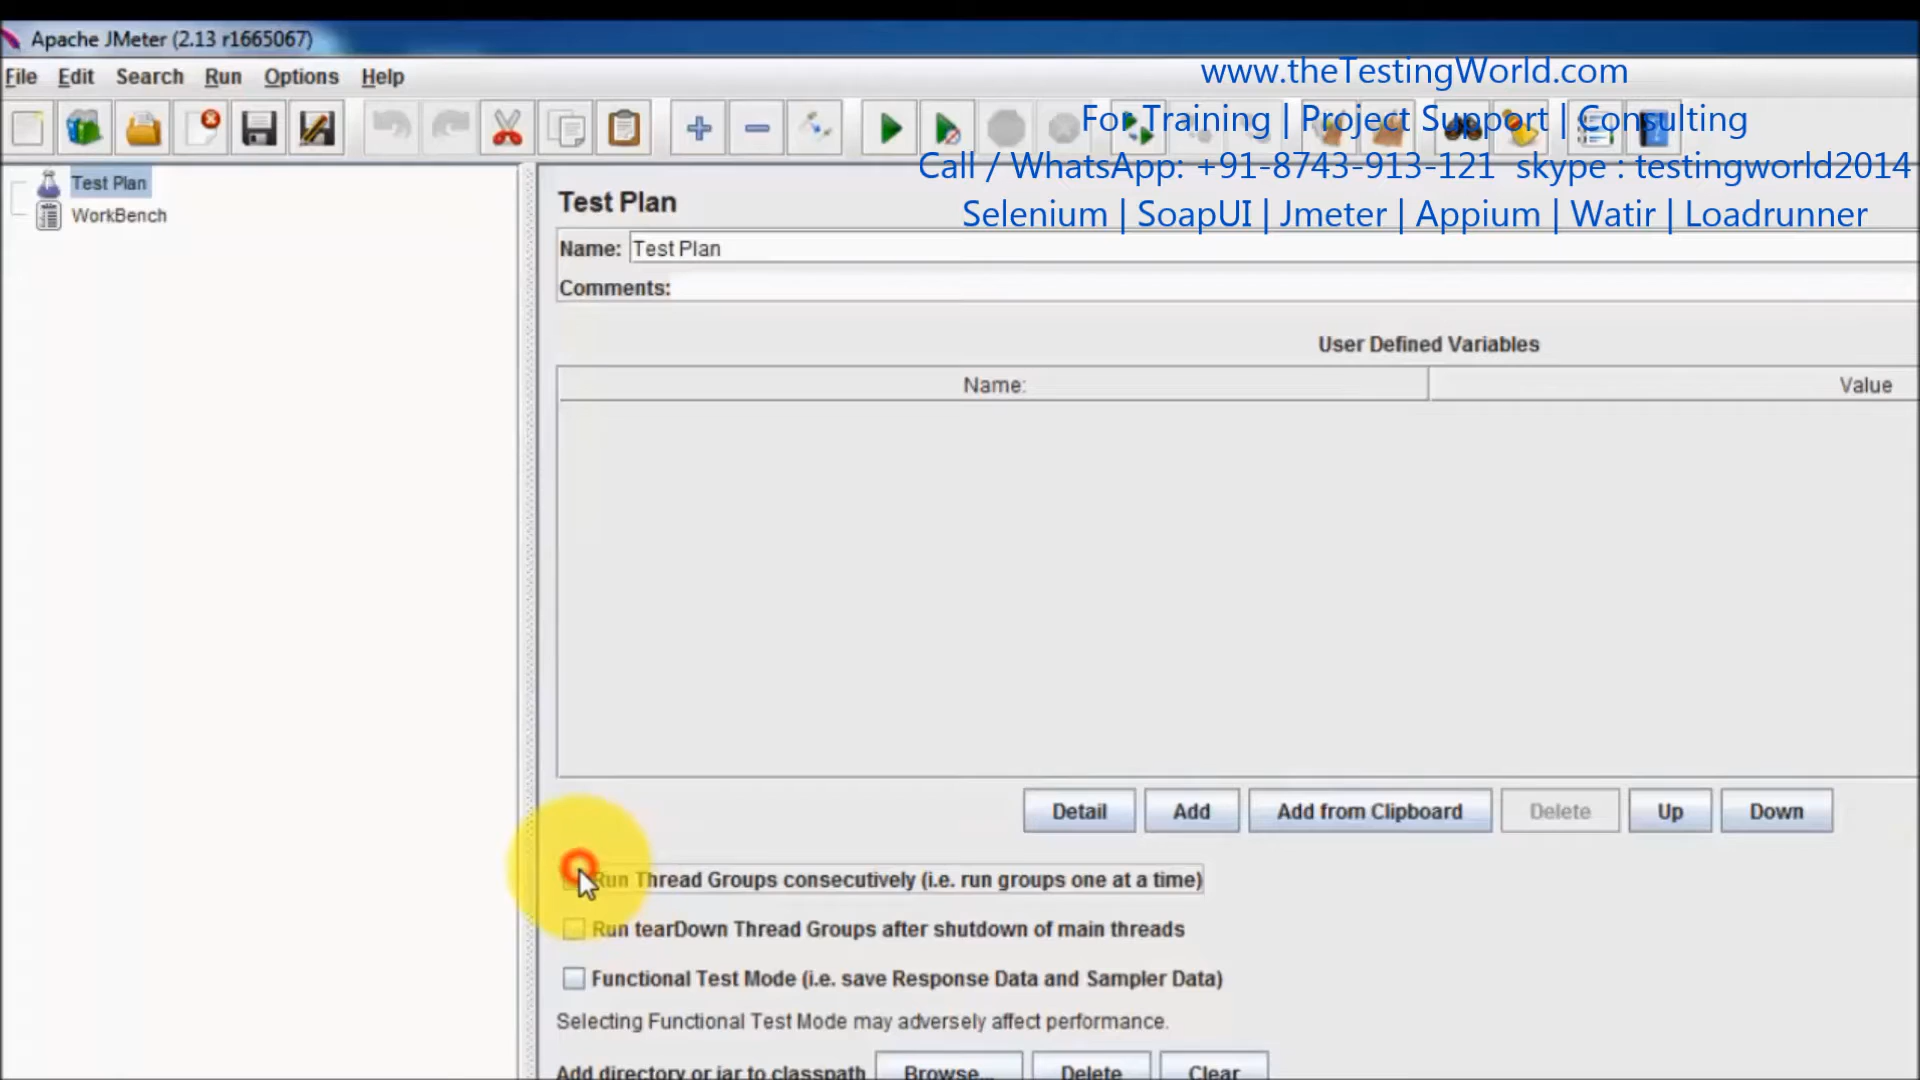 Apache JMeter (2.13 r1665067)
File Edit Search Run Options Help
www.theTestingWorld.com
For Training | Project Support | Consulting
Call / WhatsApp: +91-8743-913-121 skype : testingworld2014
Selenium | SoapUI | Jmeter | Appium | Watir | Loadrunner
Test Plan
WorkBench
Test Plan
Name: Test Plan
Comments:
User Defined Variables
Name: Value
Detail Add Add from Clipboard Delete Up Down
Run Thread Groups consecutively (i.e. run groups one at a time)
Run tearDown Thread Groups after shutdown of main threads
Functional Test Mode (i.e. save Response Data and Sampler Data)
Selecting Functional Test Mode may adversely affect performance.
Add directory or jar to classpath Browse... Delete Clear